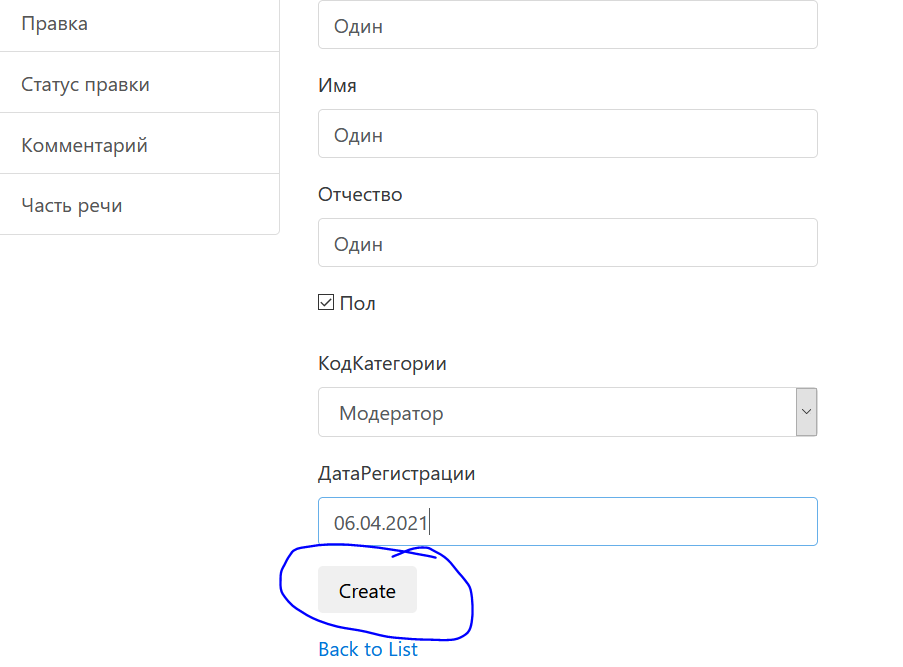 Правка
Статус правки
Комментарий
Часть речи
Один
Имя
Один
Отчество
Один
Пол
КодКатегории
Модератор
ДатаРегистрации
06.04.2021
Create
Back to List